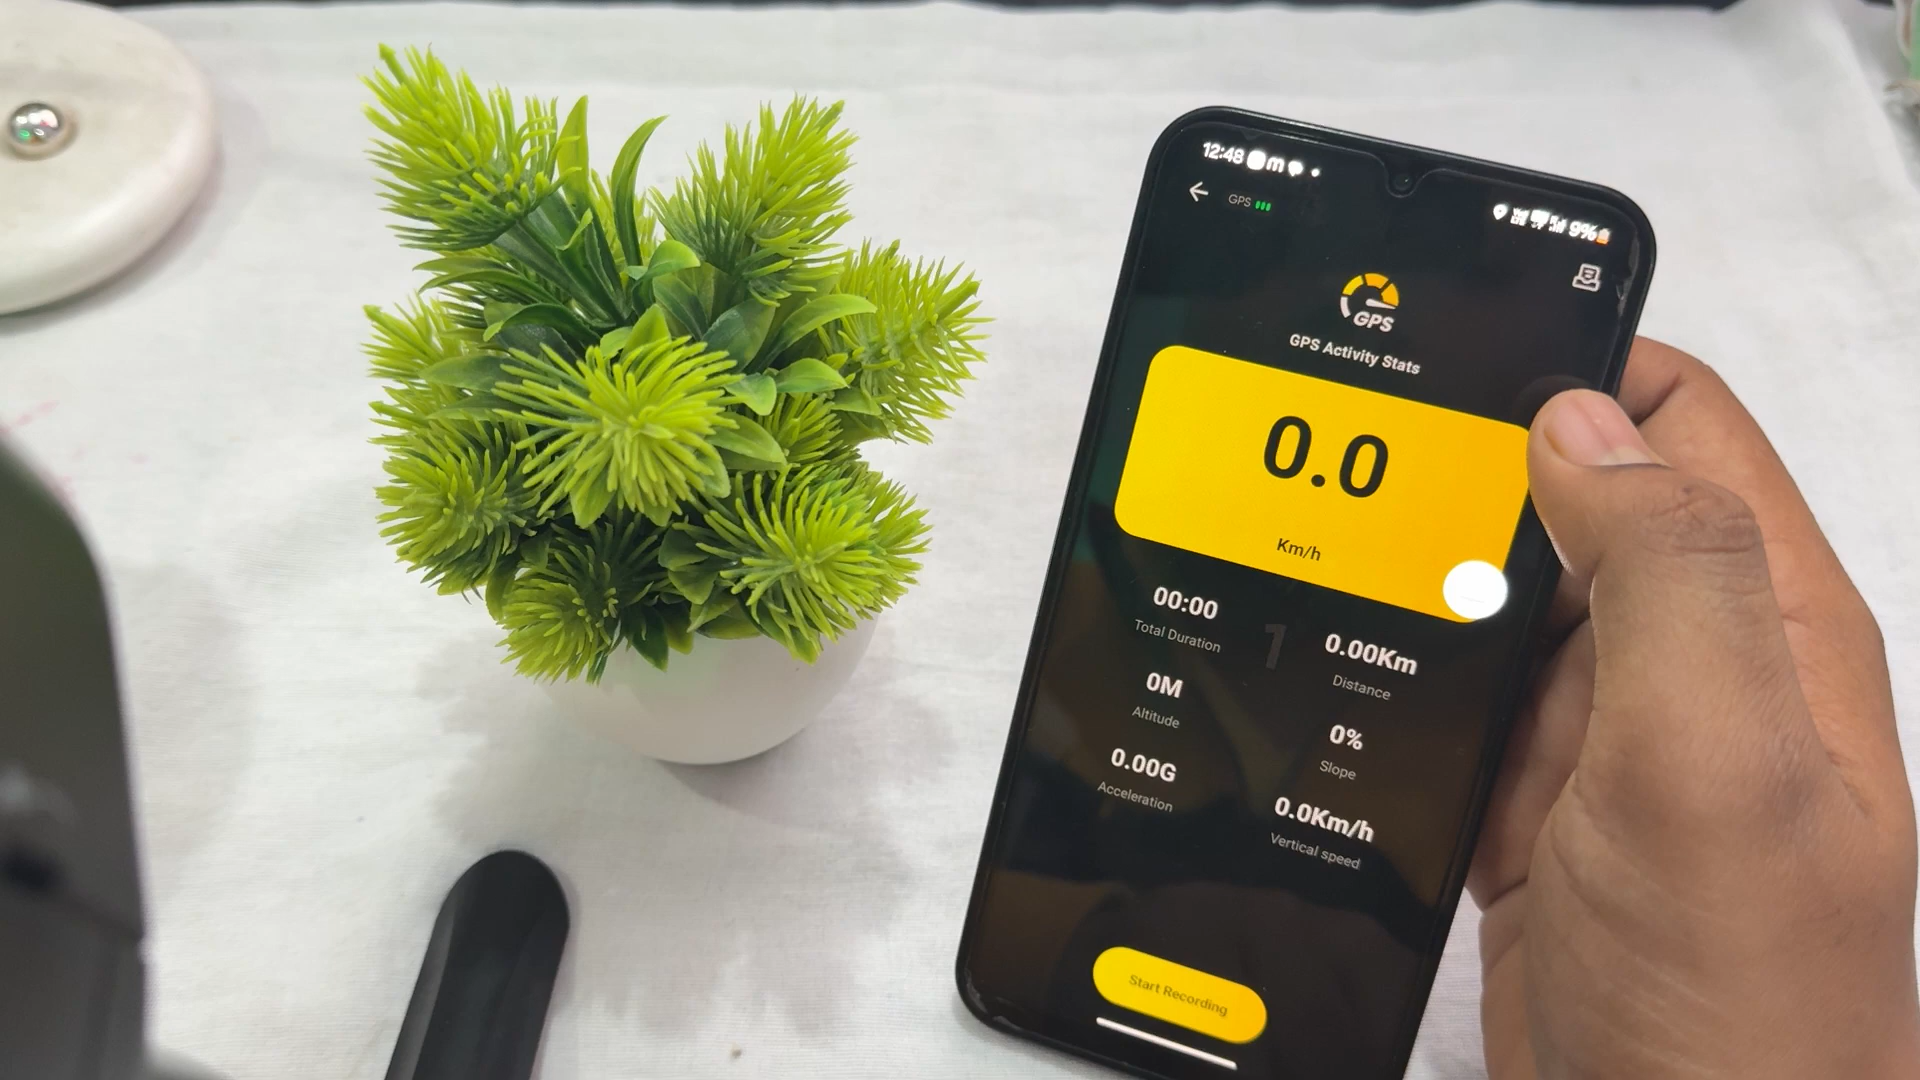 12:48 m
9%
GPS
GPS
GPS Activity Stats
0.0
Km/h
00:00
Total Duration
1
0.00Km
Distance
0M
Altitude
0%
Slope
0.00G
Acceleration
0.0Km/h
Vertical speed
Start Recording